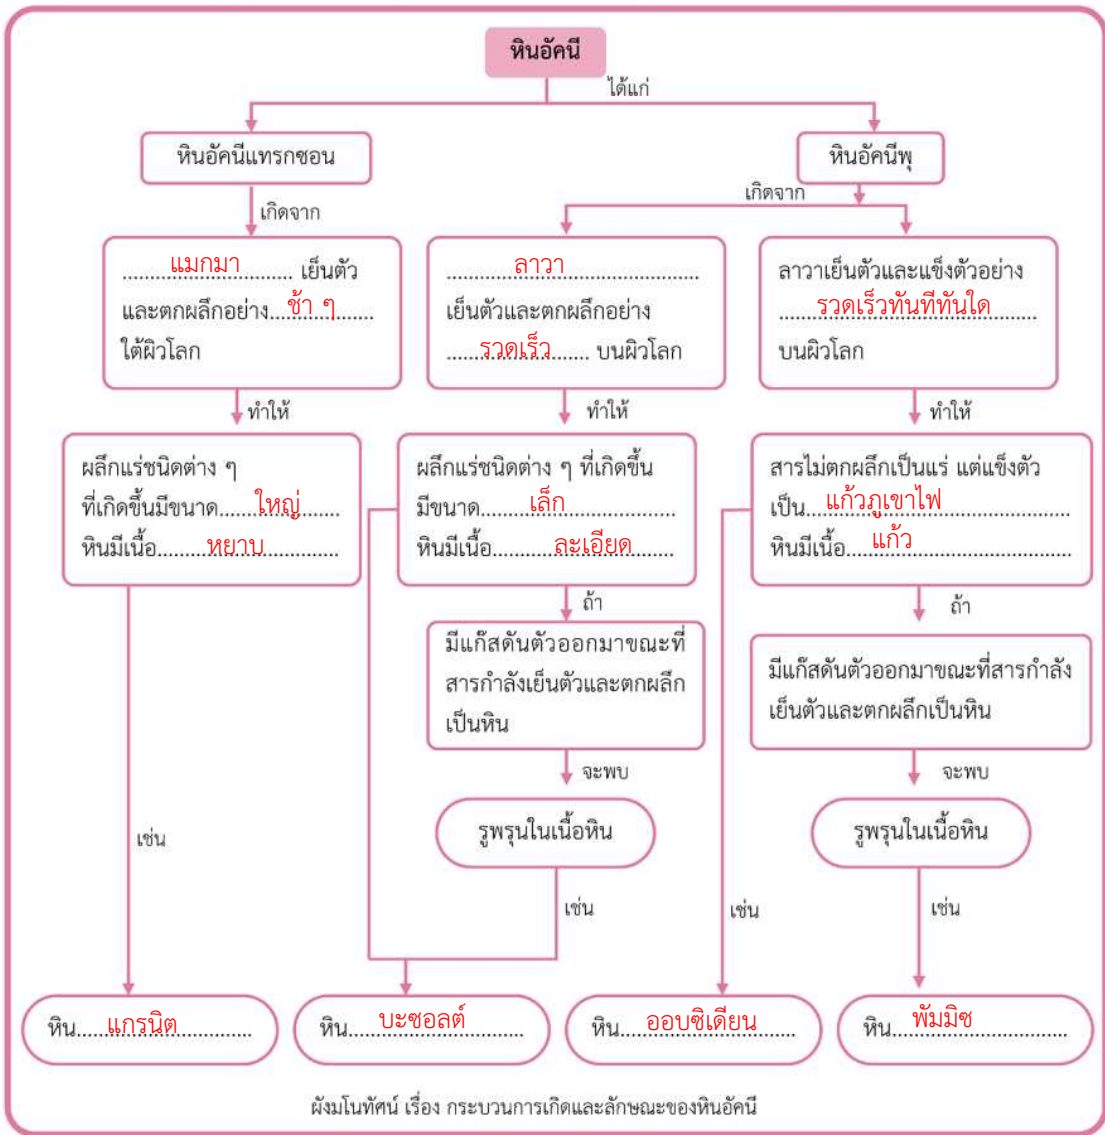 หินอัคนี
ได้แก่
หินอัคนีแทรกซอน
หินอัคนีพุ
เกิดจาก
เกิดจาก
.............แมกมา............. เย็นตัว
และตกผลึกอย่าง....ช้า ๆ........
ใต้ผิวโลก
.............ลาวา.............
เย็นตัวและตกผลึกอย่าง
......รวดเร็ว...... บนผิวโลก
ลาวาเย็นตัวและแข็งตัวอย่าง
......รวดเร็วทันทีทันใด......
บนผิวโลก
ทำให้
ทำให้
ทำให้
ผลึกแร่ชนิดต่าง ๆ
ที่เกิดขึ้นมีขนาด......ใหญ่......
หินมีเนื้อ......หยาบ......
ผลึกแร่ชนิดต่าง ๆ ที่เกิดขึ้น
มีขนาด......เล็ก......
หินมีเนื้อ......ละเอียด......
สารไม่ตกผลึกเป็นแร่ แต่แข็งตัว
เป็น...แก้วภูเขาไฟ......
หินมีเนื้อ......แก้ว......
ถ้า
ถ้า
มีแก๊สดันตัวออกมาขณะที่
สารกำลังเย็นตัวและตกผลึก
เป็นหิน
มีแก๊สดันตัวออกมาขณะที่สารกำลัง
เย็นตัวและตกผลึกเป็นหิน
จะพบ
จะพบ
รูพรุนในเนื้อหิน
รูพรุนในเนื้อหิน
เช่น
เช่น
เช่น
เช่น
หิน......แกรนิต......
หิน......บะซอลต์......
หิน......ออบซิเดียน......
หิน......พัมมิซ......
ผังมโนทัศน์ เรื่อง กระบวนการเกิดและลักษณะของหินอัคนี